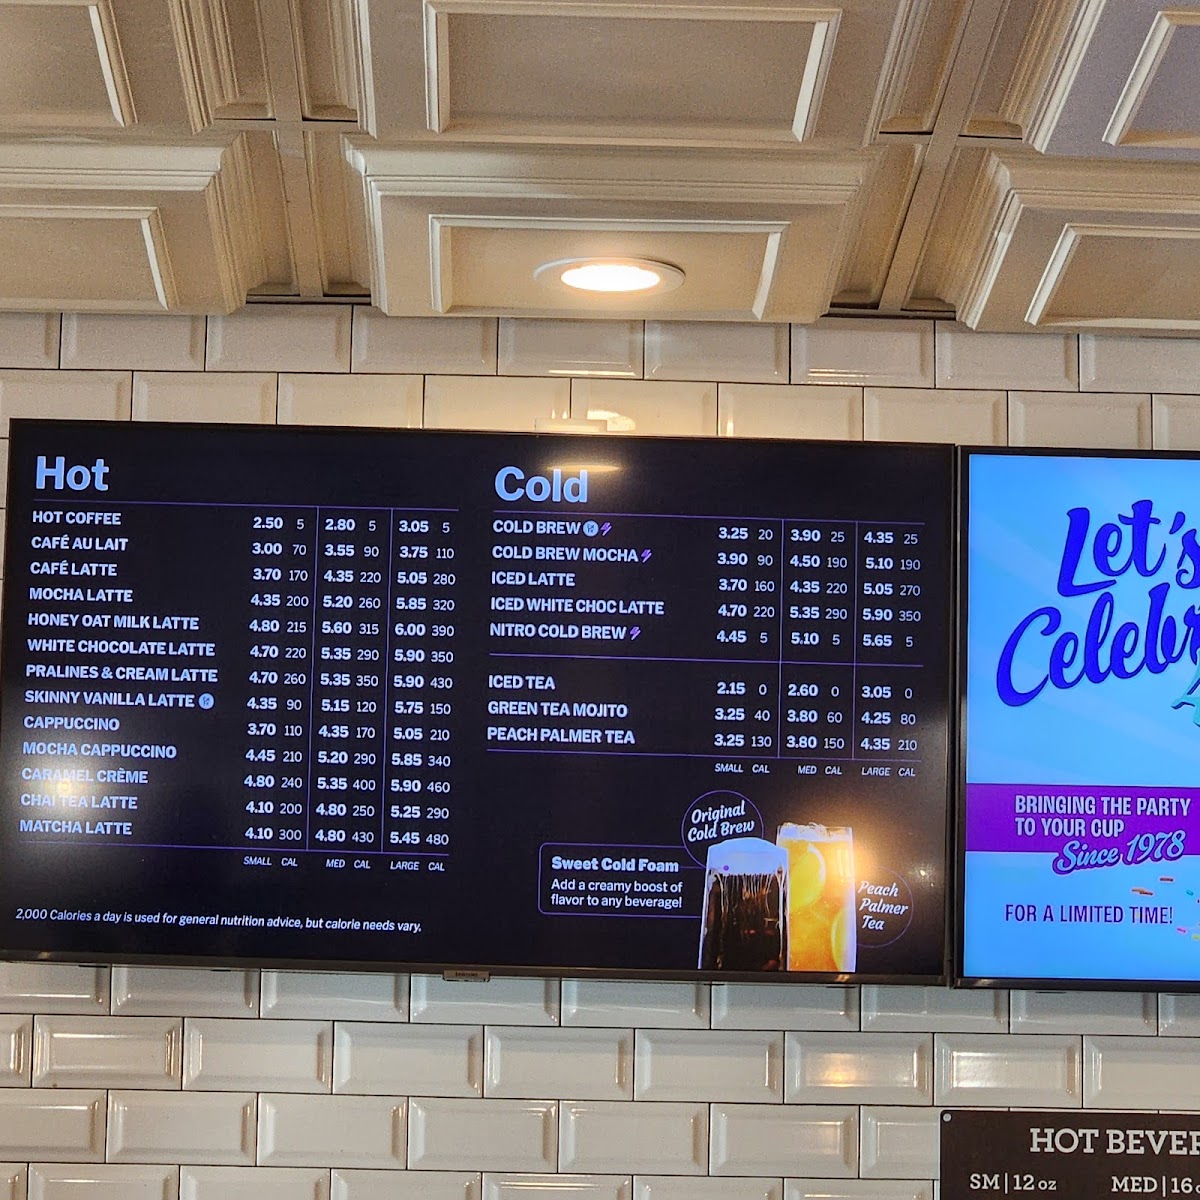 Hot
HOT COFFEE 2.50 5 2.80 5 3.05 5
CAFÉ AU LAIT 3.00 70 3.55 90 3.75 110
CAFÉ LATTE 3.70 170 4.35 220 5.05 280
MOCHA LATTE 4.35 200 5.20 260 5.85 320
HONEY OAT MILK LATTE 4.80 215 5.60 315 6.00 390
WHITE CHOCOLATE LATTE 4.70 220 5.35 290 5.90 350
PRALINES & CREAM LATTE 4.70 260 5.35 350 5.90 430
SKINNY VANILLA LATTE 4.35 90 5.15 120 5.75 150
CAPPUCCINO 3.70 110 4.35 170 5.05 210
MOCHA CAPPUCCINO 4.45 210 5.20 290 5.85 340
CARAMEL CRÈME 4.80 240 5.35 400 5.90 460
CHAI TEA LATTE 4.10 200 4.80 250 5.25 290
MATCHA LATTE 4.10 300 4.80 430 5.45 480
SMALL CAL MED CAL LARGE CAL
2,000 Calories a day is used for general nutrition advice, but calorie needs vary.
Cold
COLD BREW 3.25 20 3.90 25 4.35 25
COLD BREW MOCHA 3.90 90 4.50 190 5.10 190
ICED LATTE 3.70 160 4.35 220 5.05 270
ICED WHITE CHOC LATTE 4.70 220 5.35 290 5.90 350
NITRO COLD BREW 4.45 5 5.10 5 5.65 5
ICED TEA 2.15 0 2.60 0 3.05 0
GREEN TEA MOJITO 3.25 40 3.80 60 4.25 80
PEACH PALMER TEA 3.25 130 3.80 150 4.35 210
SMALL CAL MED CAL LARGE CAL
Original
Cold Brew
Sweet Cold Foam
Add a creamy boost of
flavor to any beverage!
Peach
Palmer
Tea
SAMSUNG
Let's
Celebr
BRINGING THE PARTY
TO YOUR CUP
Since 1978
FOR A LIMITED TIME!
HOT BEVER
SM | 12 oz MED | 16